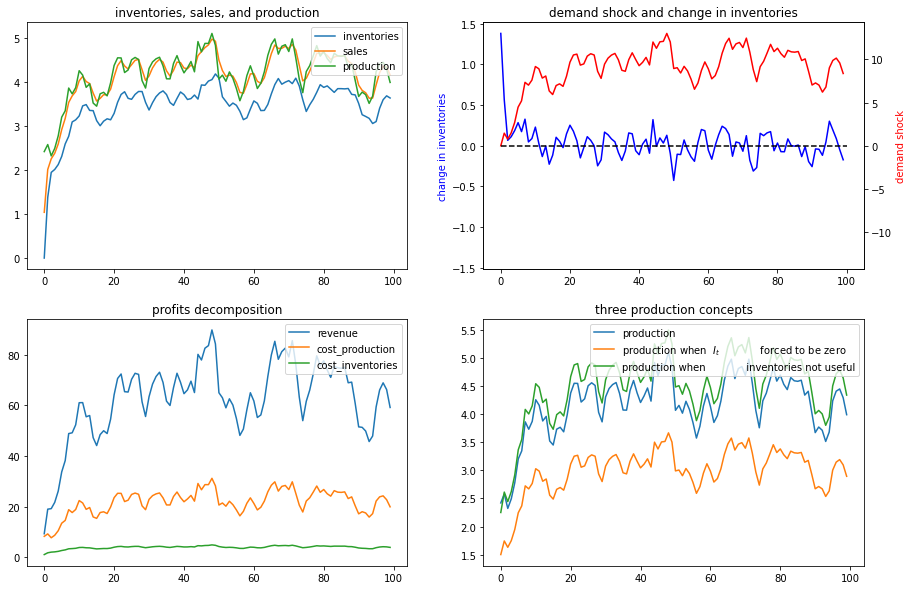 inventories, sales, and production
inventories
sales
production
5
4
3
2
1
0
0 20 40 60 80 100
demand shock and change in inventories
change in inventories
1.5
1.0
0.5
0.0
−0.5
−1.0
−1.5
10
5
0
−5
−10
demand shock
0 20 40 60 80 100
profits decomposition
revenue
cost_production
cost_inventories
80
60
40
20
0
0 20 40 60 80 100
three production concepts
production
production when I_t forced to be zero
production when inventories not useful
5.5
5.0
4.5
4.0
3.5
3.0
2.5
2.0
1.5
0 20 40 60 80 100